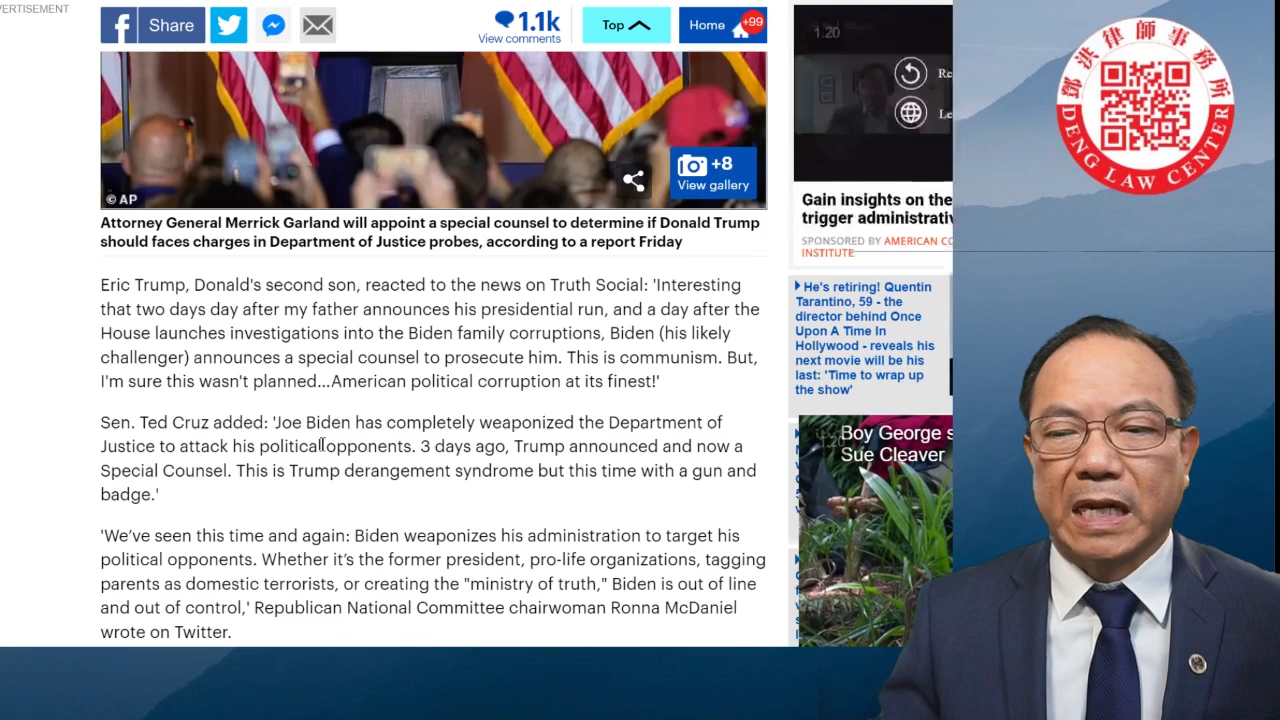 ERTISEMENT
Share
1.1k
View comments
Top
Home
+99
+8
View gallery
© AP
Attorney General Merrick Garland will appoint a special counsel to determine if Donald Trump
should faces charges in Department of Justice probes, according to a report Friday
Eric Trump, Donald's second son, reacted to the news on Truth Social: 'Interesting
that two days day after my father announces his presidential run, and a day after the
House launches investigations into the Biden family corruptions, Biden (his likely
challenger) announces a special counsel to prosecute him. This is communism. But,
I'm sure this wasn't planned...American political corruption at its finest!'
Sen. Ted Cruz added: 'Joe Biden has completely weaponized the Department of
Justice to attack his political opponents. 3 days ago, Trump announced and now a
Special Counsel. This is Trump derangement syndrome but this time with a gun and
badge.'
'We've seen this time and again: Biden weaponizes his administration to target his
political opponents. Whether it's the former president, pro-life organizations, tagging
parents as domestic terrorists, or creating the "ministry of truth," Biden is out of line
and out of control,' Republican National Committee chairwoman Ronna McDaniel
wrote on Twitter.
1.20
Re
Le
Gain insights on the
trigger administrativ
SPONSORED BY AMERICAN CO
INSTITUTE
He's retiring! Quentin
Tarantino, 59 - the
director behind Once
Upon A Time In
Hollywood - reveals his
next movie will be his
last: 'Time to wrap up
the show'
Boy George s
Sue Cleaver
鄧洪律師事務所
DENG LAW CENTER